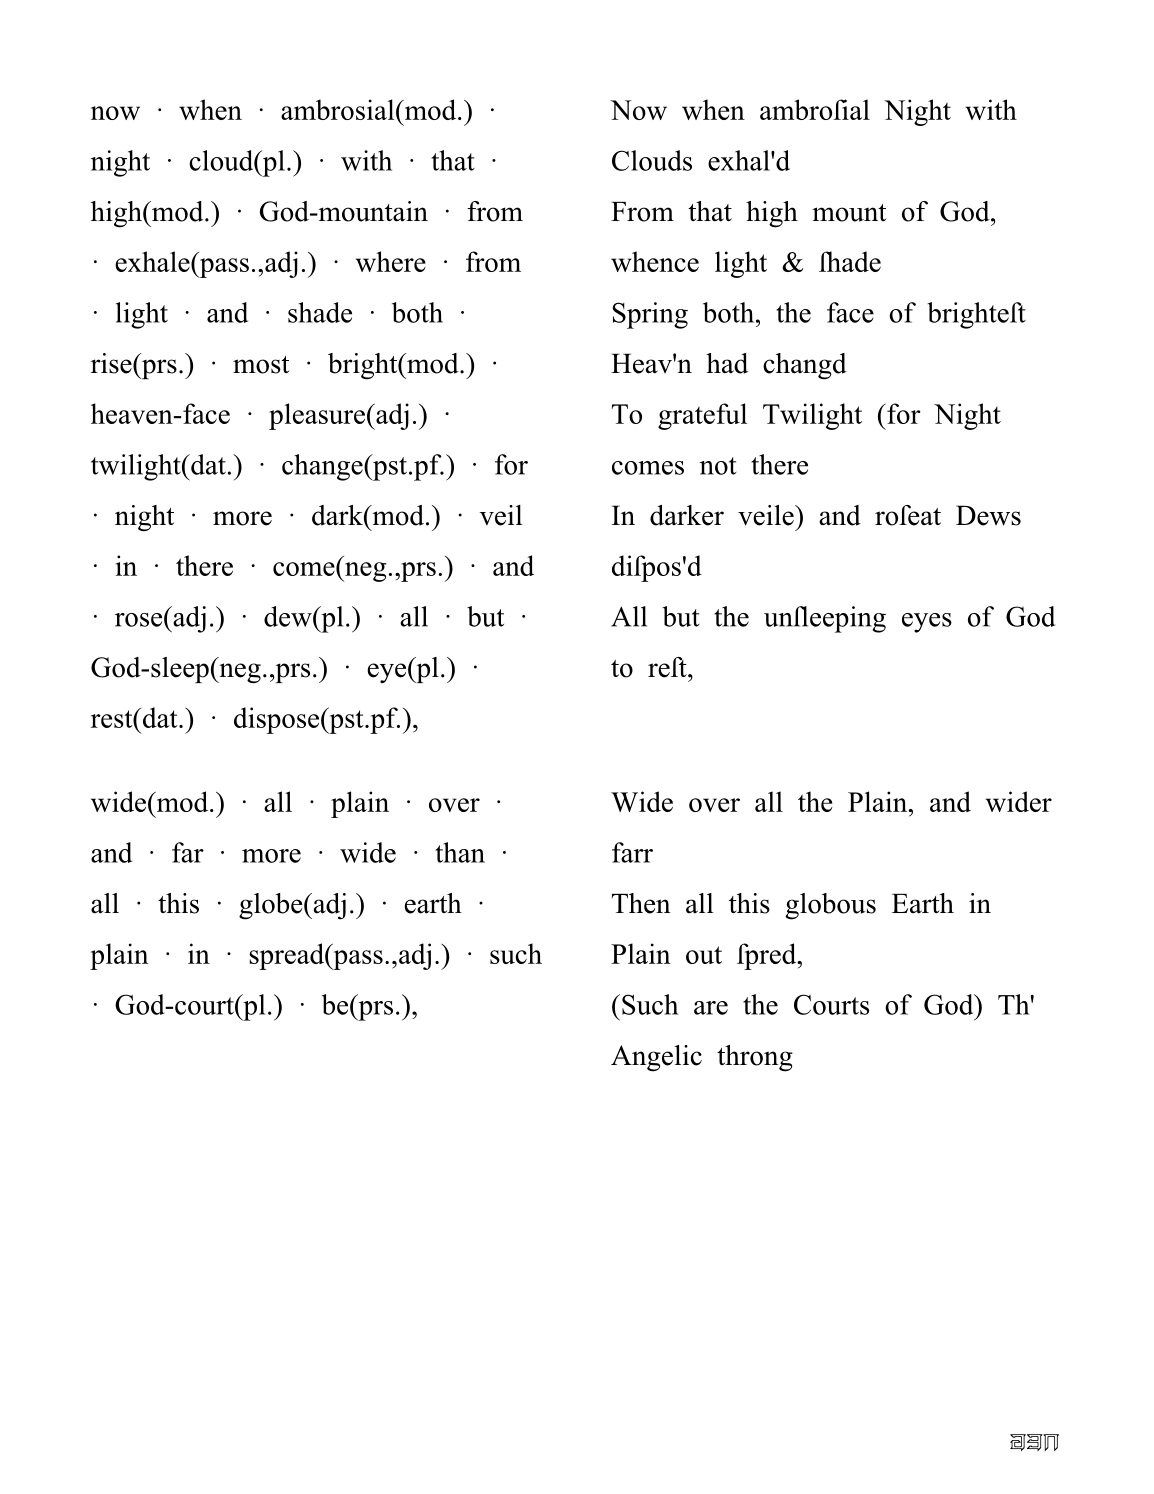 now · when · ambrosial(mod.) ·
night · cloud(pl.) · with · that ·
high(mod.) · God-mountain · from
· exhale(pass.,adj.) · where · from
· light · and · shade · both ·
rise(prs.) · most · bright(mod.) ·
heaven-face · pleasure(adj.) ·
twilight(dat.) · change(pst.pf.) · for
· night · more · dark(mod.) · veil
· in · there · come(neg.,prs.) · and
· rose(adj.) · dew(pl.) · all · but ·
God-sleep(neg.,prs.) · eye(pl.) ·
rest(dat.) · dispose(pst.pf.),
wide(mod.) · all · plain · over ·
and · far · more · wide · than ·
all · this · globe(adj.) · earth ·
plain · in · spread(pass.,adj.) · such
· God-court(pl.) · be(prs.),
Now when ambroſial Night with
Clouds exhal'd
From that high mount of God,
whence light & ſhade
Spring both, the face of brighteſt
Heav'n had changd
To grateful Twilight (for Night
comes not there
In darker veile) and roſeat Dews
diſpos'd
All but the unſleeping eyes of God
to reſt,
Wide over all the Plain, and wider
farr
Then all this globous Earth in
Plain out ſpred,
(Such are the Courts of God) Th'
Angelic throng